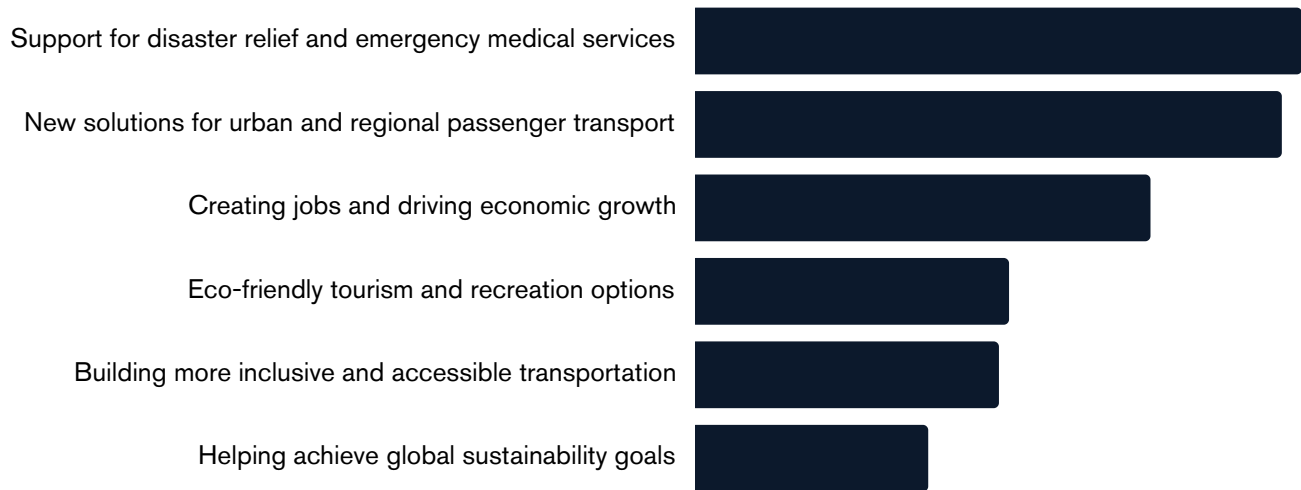 Support for disaster relief and emergency medical services
New solutions for urban and regional passenger transport
Creating jobs and driving economic growth
Eco-friendly tourism and recreation options
Building more inclusive and accessible transportation
Helping achieve global sustainability goals